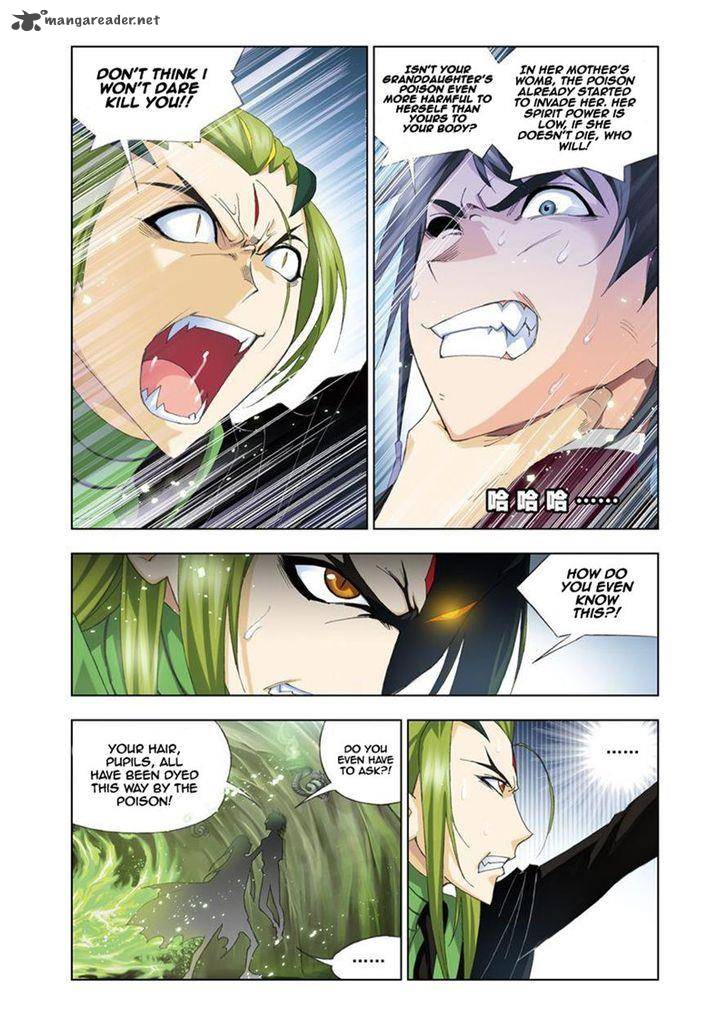 mangareader.net
DON'T THINK I
WON'T DARE
KILL YOU!!
ISN'T YOUR
GRANDDAUGHTER'S
POISON EVEN
MORE HARMFUL TO
HERSELF THAN
YOURS TO
YOUR BODY?
IN HER MOTHER'S
WOMB, THE POISON
ALREADY STARTED
TO INVADE HER. HER
SPIRIT POWER IS
LOW, IF SHE
DOESN'T DIE, WHO
WILL!
哈哈哈……
HOW DO
YOU EVEN
KNOW
THIS?!
YOUR HAIR,
PUPILS, ALL
HAVE BEEN DYED
THIS WAY BY THE
POISON!
DO YOU
EVEN HAVE
TO ASK?!
……
……